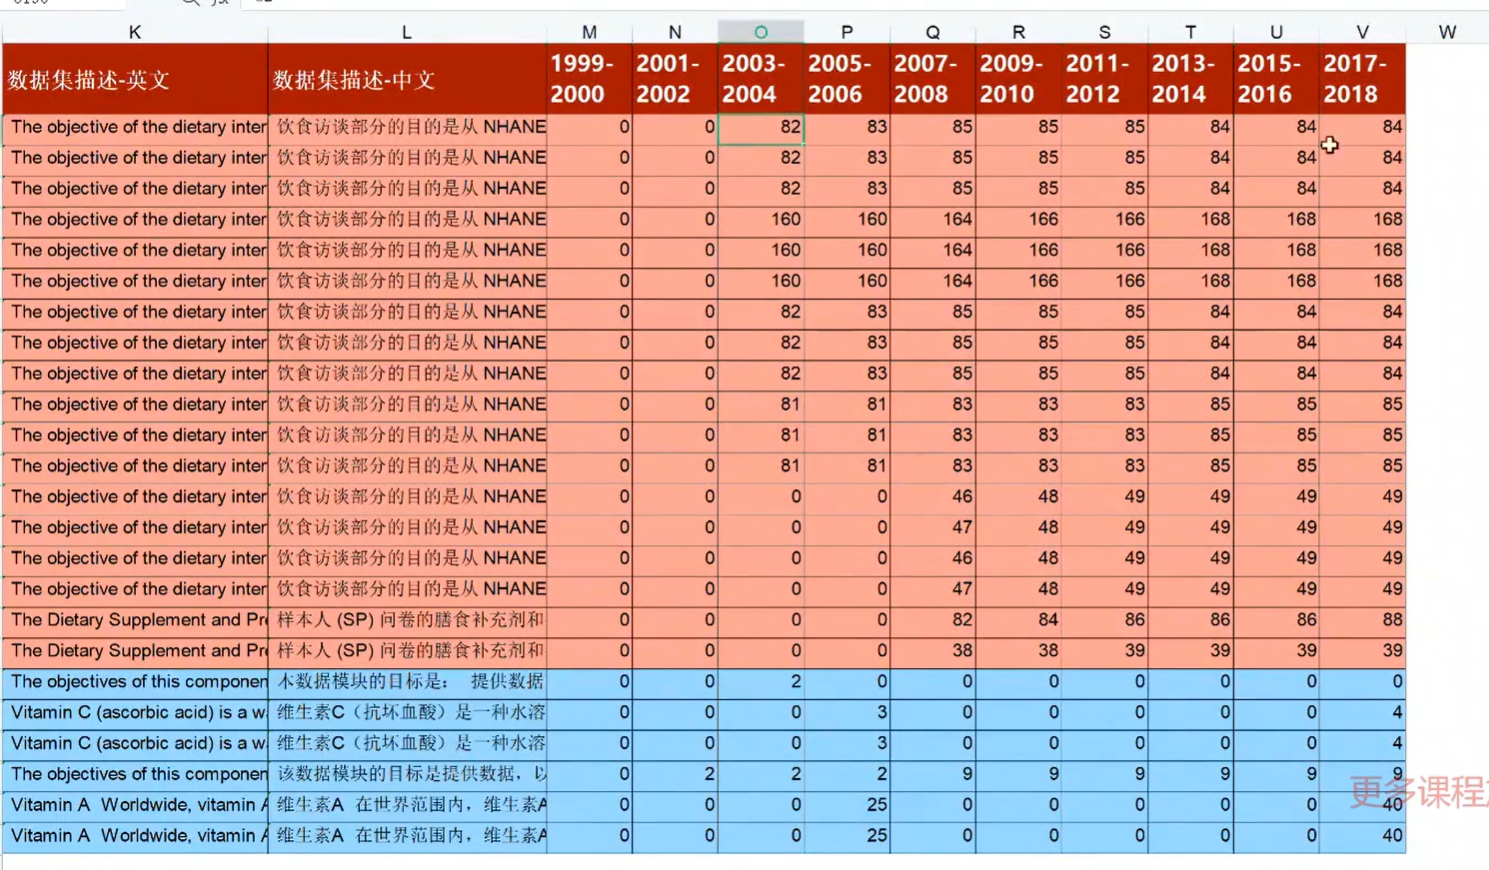 K L M N O P Q R S T U V W
数据集描述-英文 数据集描述-中文 1999-2000 2001-2002 2003-2004 2005-2006 2007-2008 2009-2010 2011-2012 2013-2014 2015-2016 2017-2018
The objective of the dietary inter 饮食访谈部分的目的是从 NHANE 0 0 82 83 85 85 85 84 84 84
The objective of the dietary inter 饮食访谈部分的目的是从 NHANE 0 0 82 83 85 85 85 84 84 84
The objective of the dietary inter 饮食访谈部分的目的是从 NHANE 0 0 82 83 85 85 85 84 84 84
The objective of the dietary inter 饮食访谈部分的目的是从 NHANE 0 0 160 160 164 166 166 168 168 168
The objective of the dietary inter 饮食访谈部分的目的是从 NHANE 0 0 160 160 164 166 166 168 168 168
The objective of the dietary inter 饮食访谈部分的目的是从 NHANE 0 0 160 160 164 166 166 168 168 168
The objective of the dietary inter 饮食访谈部分的目的是从 NHANE 0 0 82 83 85 85 85 84 84 84
The objective of the dietary inter 饮食访谈部分的目的是从 NHANE 0 0 82 83 85 85 85 84 84 84
The objective of the dietary inter 饮食访谈部分的目的是从 NHANE 0 0 82 83 85 85 85 84 84 84
The objective of the dietary inter 饮食访谈部分的目的是从 NHANE 0 0 81 81 83 83 83 85 85 85
The objective of the dietary inter 饮食访谈部分的目的是从 NHANE 0 0 81 81 83 83 83 85 85 85
The objective of the dietary inter 饮食访谈部分的目的是从 NHANE 0 0 81 81 83 83 83 85 85 85
The objective of the dietary inter 饮食访谈部分的目的是从 NHANE 0 0 0 0 46 48 49 49 49 49
The objective of the dietary inter 饮食访谈部分的目的是从 NHANE 0 0 0 0 47 48 49 49 49 49
The objective of the dietary inter 饮食访谈部分的目的是从 NHANE 0 0 0 0 46 48 49 49 49 49
The objective of the dietary inter 饮食访谈部分的目的是从 NHANE 0 0 0 0 47 48 49 49 49 49
The Dietary Supplement and Pre 样本人 (SP) 问卷的膳食补充剂和 0 0 0 0 82 84 86 86 86 88
The Dietary Supplement and Pre 样本人 (SP) 问卷的膳食补充剂和 0 0 0 0 38 38 39 39 39 39
The objectives of this componen 本数据模块的目标是： 提供数据 0 0 2 0 0 0 0 0 0 0
Vitamin C (ascorbic acid) is a w 维生素C（抗坏血酸）是一种水溶 0 0 0 3 0 0 0 0 0 4
Vitamin C (ascorbic acid) is a w 维生素C（抗坏血酸）是一种水溶 0 0 0 3 0 0 0 0 0 4
The objectives of this componen 该数据模块的目标是提供数据，以 0 2 2 2 9 9 9 9 9 9
Vitamin A Worldwide, vitamin A 维生素A 在世界范围内，维生素A 0 0 0 25 0 0 0 0 0 40
Vitamin A Worldwide, vitamin A 维生素A 在世界范围内，维生素A 0 0 0 25 0 0 0 0 0 40
更多课程